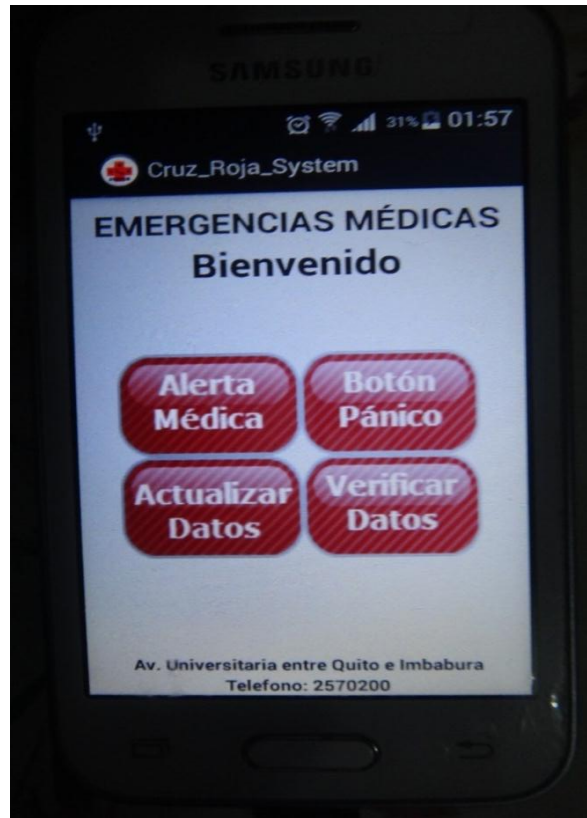 SAMSUNG
31% 01:57
Cruz_Roja_System
EMERGENCIAS MÉDICAS
Bienvenido
Alerta
Médica
Botón
Pánico
Actualizar
Datos
Verificar
Datos
Av. Universitaria entre Quito e Imbabura
Telefono: 2570200